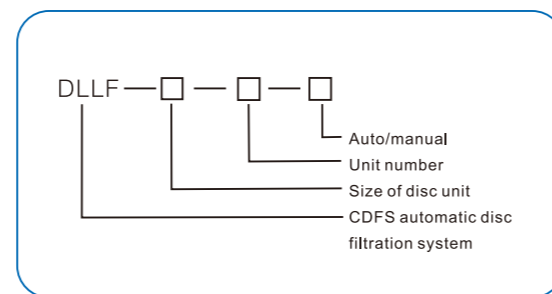 DLLF — □ — □ — □
Auto/manual
Unit number
Size of disc unit
CDFS automatic disc
filtration system